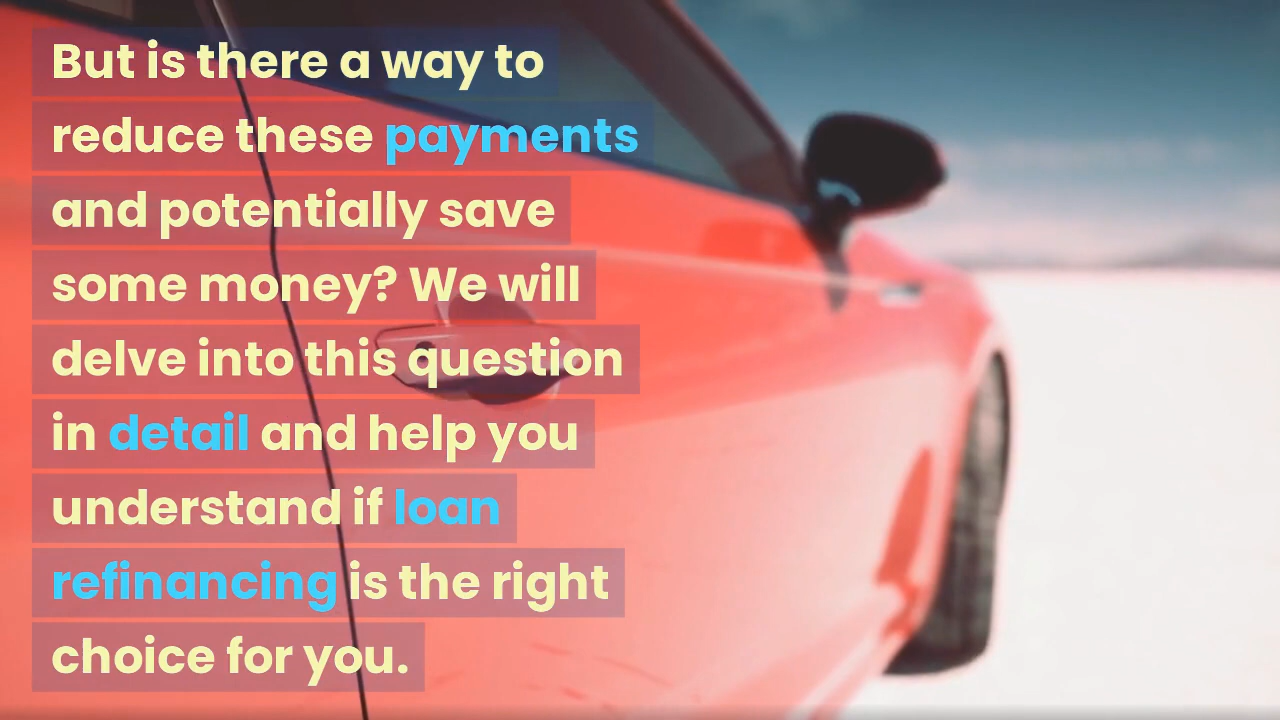 But is there a way to
reduce these payments
and potentially save
some money? We will
delve into this question
in detail and help you
understand if loan
refinancing is the right
choice for you.